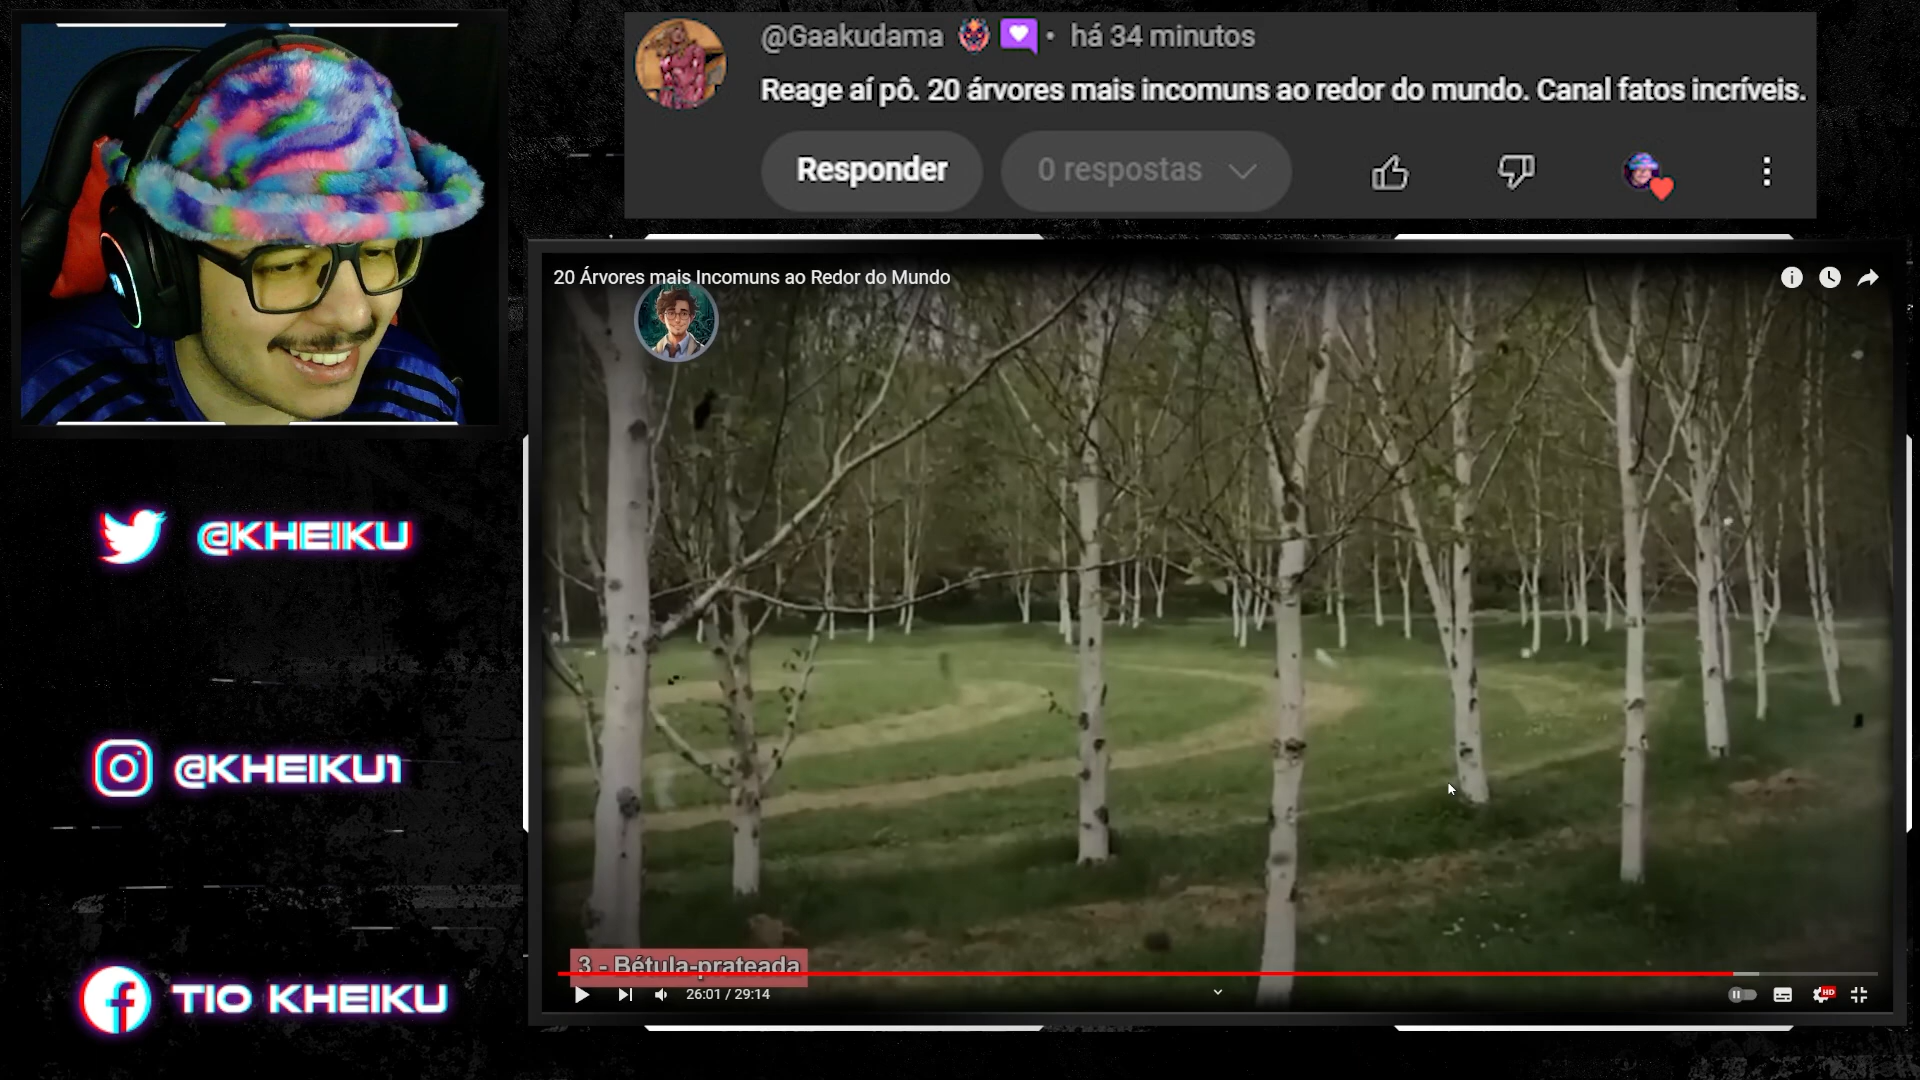 @Gaakudama • há 34 minutos
Reage aí pô. 20 árvores mais incomuns ao redor do mundo. Canal fatos incríveis.
Responder
0 respostas
20 Árvores mais Incomuns ao Redor do Mundo
@KHEIKU
@KHEIKU1
TIO KHEIKU
3 - Bétula-prateada
26:01 / 29:14
HD